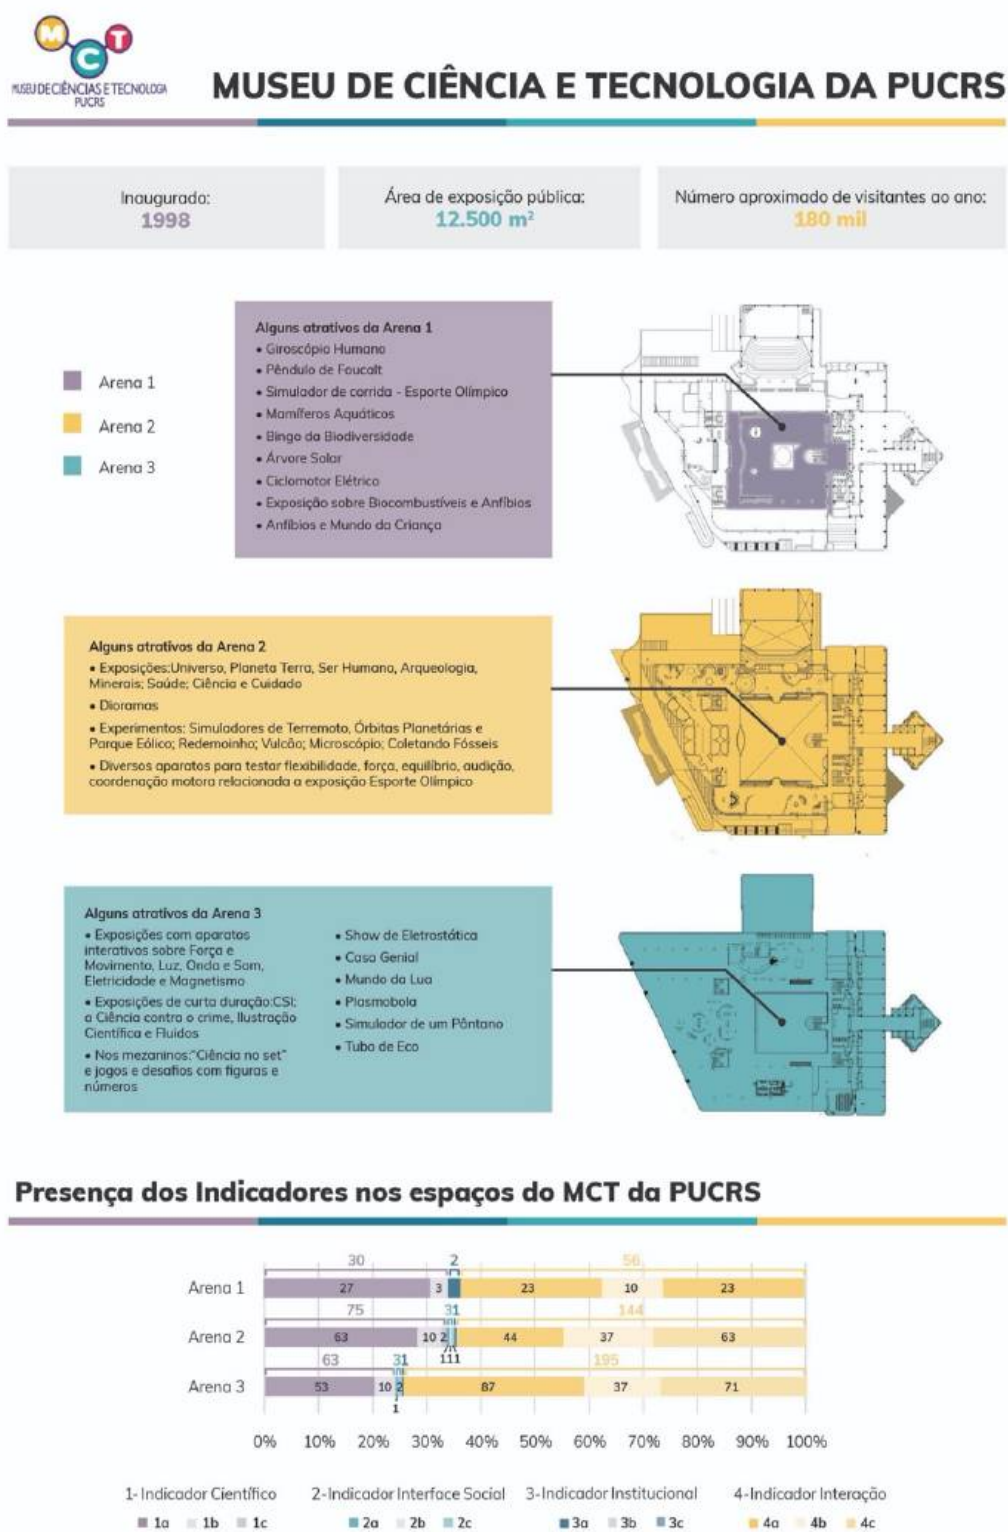 MCT
MUSEU DE CIÊNCIAS E TECNOLOGIA
PUCRS
MUSEU DE CIÊNCIA E TECNOLOGIA DA PUCRS
Inaugurado:
1998
Área de exposição pública:
12.500 m²
Número aproximado de visitantes ao ano:
180 mil
Arena 1
Arena 2
Arena 3
Alguns atrativos da Arena 1
• Giroscópio Humano
• Pêndulo de Foucalt
• Simulador de corrida - Esporte Olímpico
• Mamíferos Aquáticos
• Bingo da Biodiversidade
• Árvore Solar
• Ciclomotor Elétrico
• Exposição sobre Biocombustíveis e Anfíbios
• Anfíbios e Mundo da Criança
Alguns atrativos da Arena 2
• Exposições:Universo, Planeta Terra, Ser Humano, Arqueologia,
Minerais; Saúde; Ciência e Cuidado
• Dioramas
• Experimentos: Simuladores de Terremoto, Órbitas Planetárias e
Parque Eólico; Redemoinho; Vulcão; Microscópio; Coletando Fósseis
• Diversos aparatos para testar flexibilidade, força, equilíbrio, audição,
coordenação motora relacionada a exposição Esporte Olímpico
Alguns atrativos da Arena 3
• Exposições com aparatos
interativos sobre Força e
Movimento, Luz, Onda e Som,
Eletricidade e Magnetismo
• Exposições de curta duração:CSI;
a Ciência contra o crime, Ilustração
Científica e Fluidos
• Nos mezaninos:"Ciência no set"
e jogos e desafios com figuras e
números
• Show de Eletrostática
• Casa Genial
• Mundo da Lua
• Plasmobola
• Simulador de um Pântano
• Tubo de Eco
Presença dos Indicadores nos espaços do MCT da PUCRS
30 2 56
Arena 1 27 3 23 10 23
75 31 144
Arena 2 63 10 2 44 37 63
111
63 31 195
Arena 3 53 10 2 87 37 71
1
0% 10% 20% 30% 40% 50% 60% 70% 80% 90% 100%
1- Indicador Científico 2-Indicador Interface Social 3-Indicador Institucional 4-Indicador Interação
1a 1b 1c 2a 2b 2c 3a 3b 3c 4a 4b 4c